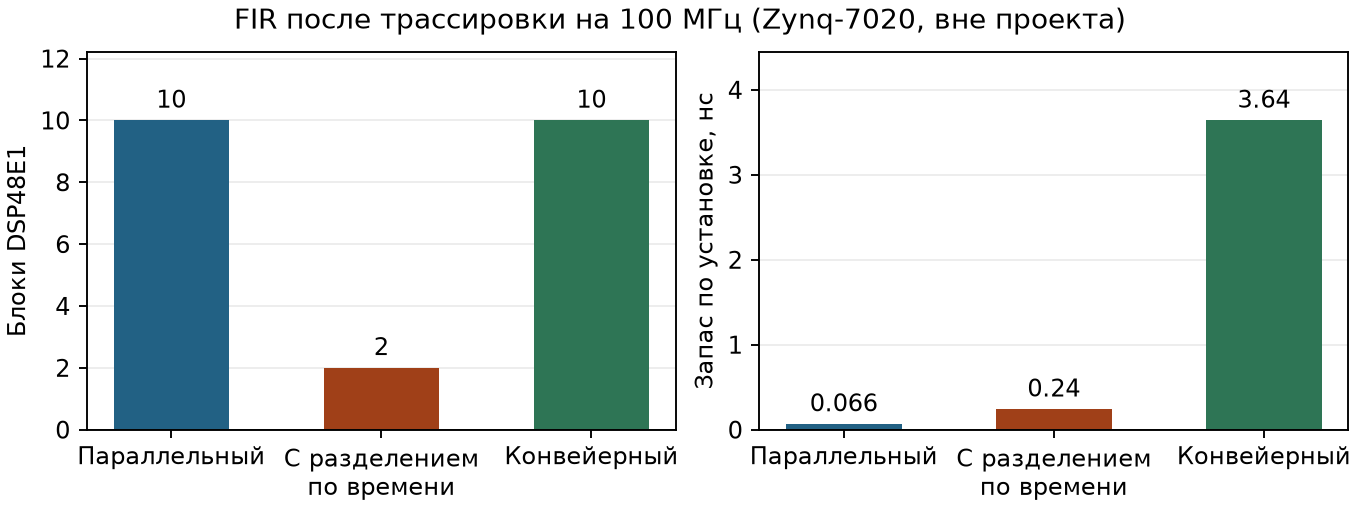 FIR после трассировки на 100 МГц (Zynq-7020, вне проекта)
Блоки DSP48E1
12
10
8
6
4
2
0
10
2
10
Параллельный
С разделением
по времени
Конвейерный
Запас по установке, нс
4
3
2
1
0
0.066
0.24
3.64
Параллельный
С разделением
по времени
Конвейерный